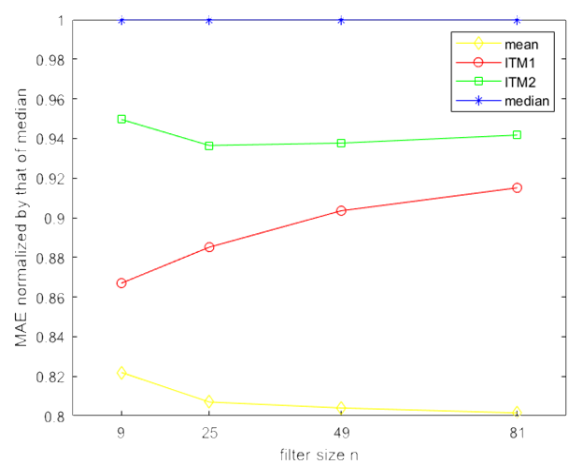 MAE normalized by that of median
1
0.98
0.96
0.94
0.92
0.9
0.88
0.86
0.84
0.82
0.8
mean
ITM1
ITM2
median
9
25
49
81
filter size n